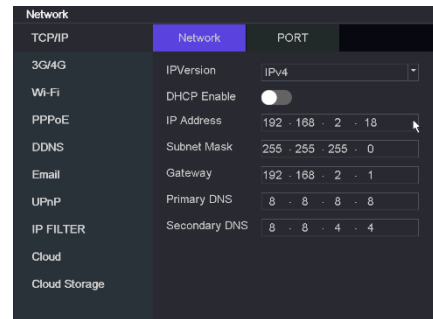 Network
TCP/IP
3G/4G
Wi-Fi
PPPoE
DDNS
Email
UPnP
IP FILTER
Cloud
Cloud Storage
Network PORT
IPVersion IPv4
DHCP Enable
IP Address 192 . 168 . 2 . 18
Subnet Mask 255 . 255 . 255 . 0
Gateway 192 . 168 . 2 . 1
Primary DNS 8 . 8 . 8 . 8
Secondary DNS 8 . 8 . 4 . 4